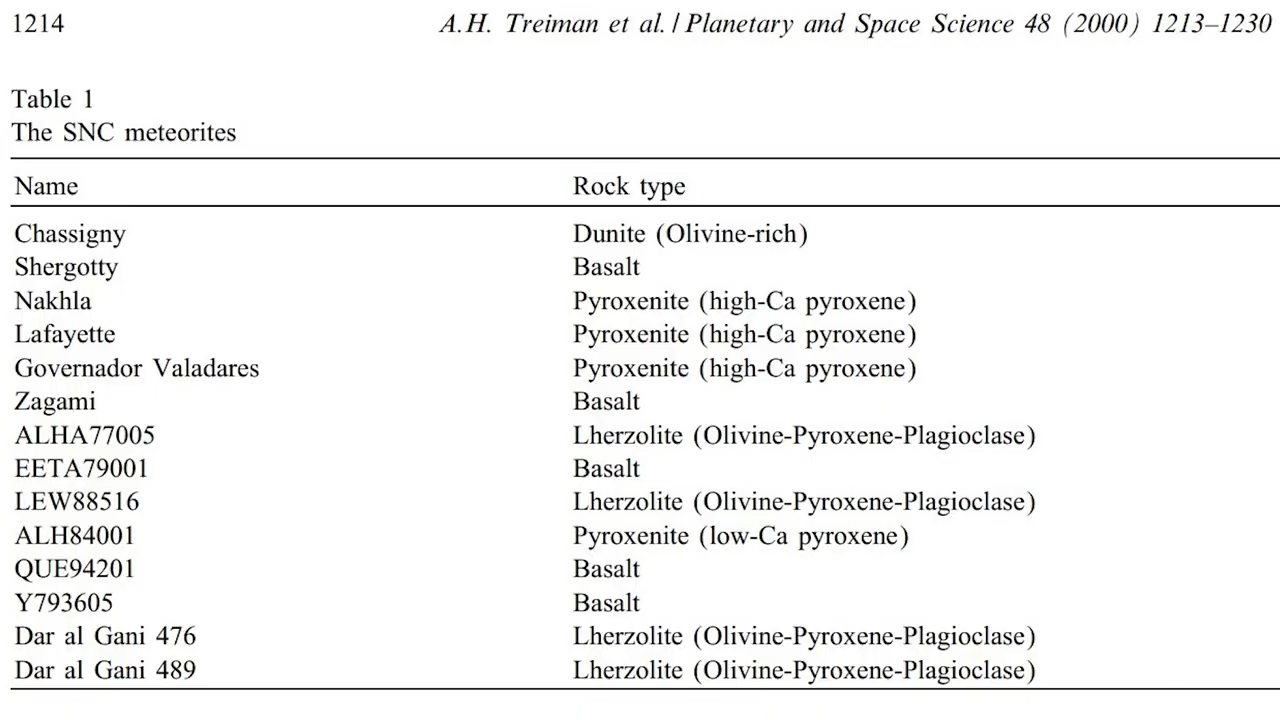 1214 A.H. Treiman et al. / Planetary and Space Science 48 (2000) 1213–1230
Table 1
The SNC meteorites
Name Rock type
Chassigny Dunite (Olivine-rich)
Shergotty Basalt
Nakhla Pyroxenite (high-Ca pyroxene)
Lafayette Pyroxenite (high-Ca pyroxene)
Governador Valadares Pyroxenite (high-Ca pyroxene)
Zagami Basalt
ALHA77005 Lherzolite (Olivine-Pyroxene-Plagioclase)
EETA79001 Basalt
LEW88516 Lherzolite (Olivine-Pyroxene-Plagioclase)
ALH84001 Pyroxenite (low-Ca pyroxene)
QUE94201 Basalt
Y793605 Basalt
Dar al Gani 476 Lherzolite (Olivine-Pyroxene-Plagioclase)
Dar al Gani 489 Lherzolite (Olivine-Pyroxene-Plagioclase)